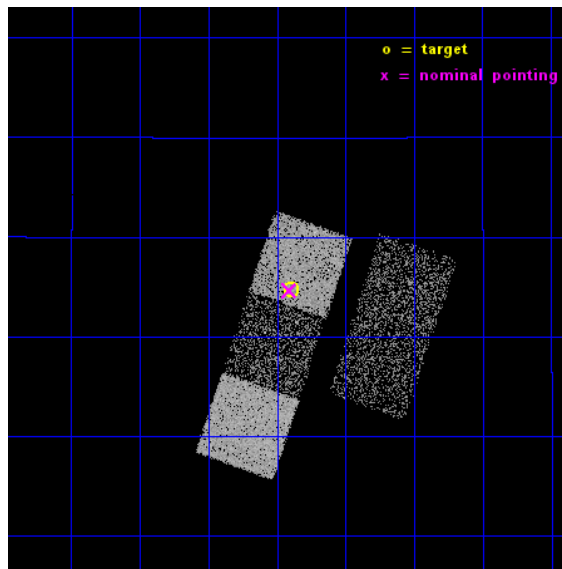 o = target
x = nominal pointing